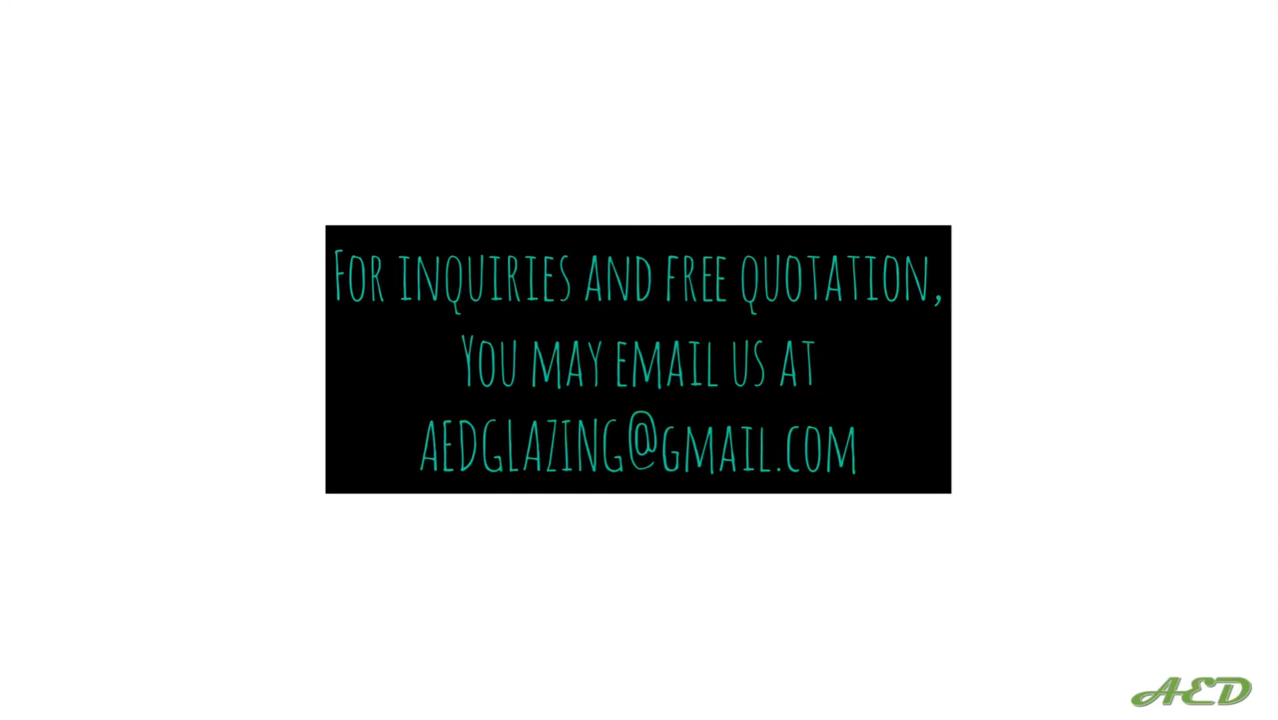 For inquiries and free quotation,
You may email us at
AEDGLAZING@gmail.com
AED